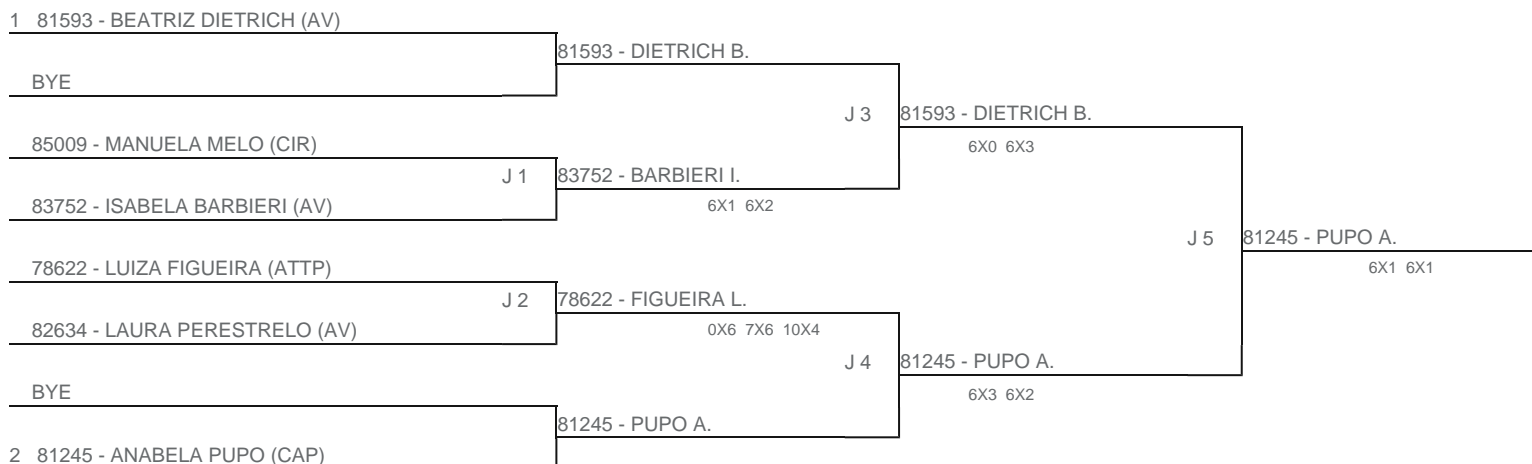 1 81593 - BEATRIZ DIETRICH (AV)
81593 - DIETRICH B.
BYE
J 3 81593 - DIETRICH B.
85009 - MANUELA MELO (CIR)
6X0 6X3
J 1 83752 - BARBIERI I.
83752 - ISABELA BARBIERI (AV)
6X1 6X2
J 5 81245 - PUPO A.
78622 - LUIZA FIGUEIRA (ATTP)
6X1 6X1
J 2 78622 - FIGUEIRA L.
82634 - LAURA PERESTRELO (AV)
0X6 7X6 10X4
J 4 81245 - PUPO A.
BYE
6X3 6X2
81245 - PUPO A.
2 81245 - ANABELA PUPO (CAP)